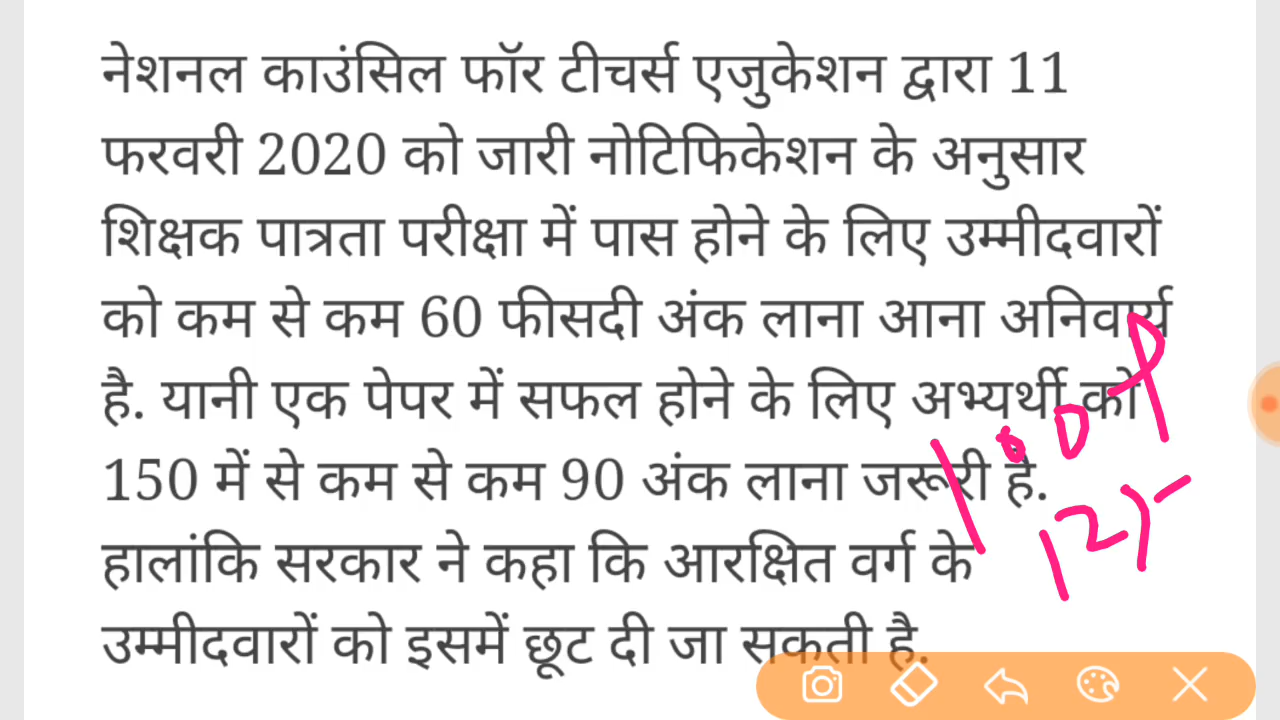 नेशनल काउंसिल फॉर टीचर्स एजुकेशन द्वारा 11
फरवरी 2020 को जारी नोटिफिकेशन के अनुसार
शिक्षक पात्रता परीक्षा में पास होने के लिए उम्मीदवारों
को कम से कम 60 फीसदी अंक लाना आना अनिवार्य
है. यानी एक पेपर में सफल होने के लिए अभ्यर्थी को
150 में से कम से कम 90 अंक लाना जरूरी है.
हालांकि सरकार ने कहा कि आरक्षित वर्ग के
उम्मीदवारों को इसमें छूट दी जा सकती है.